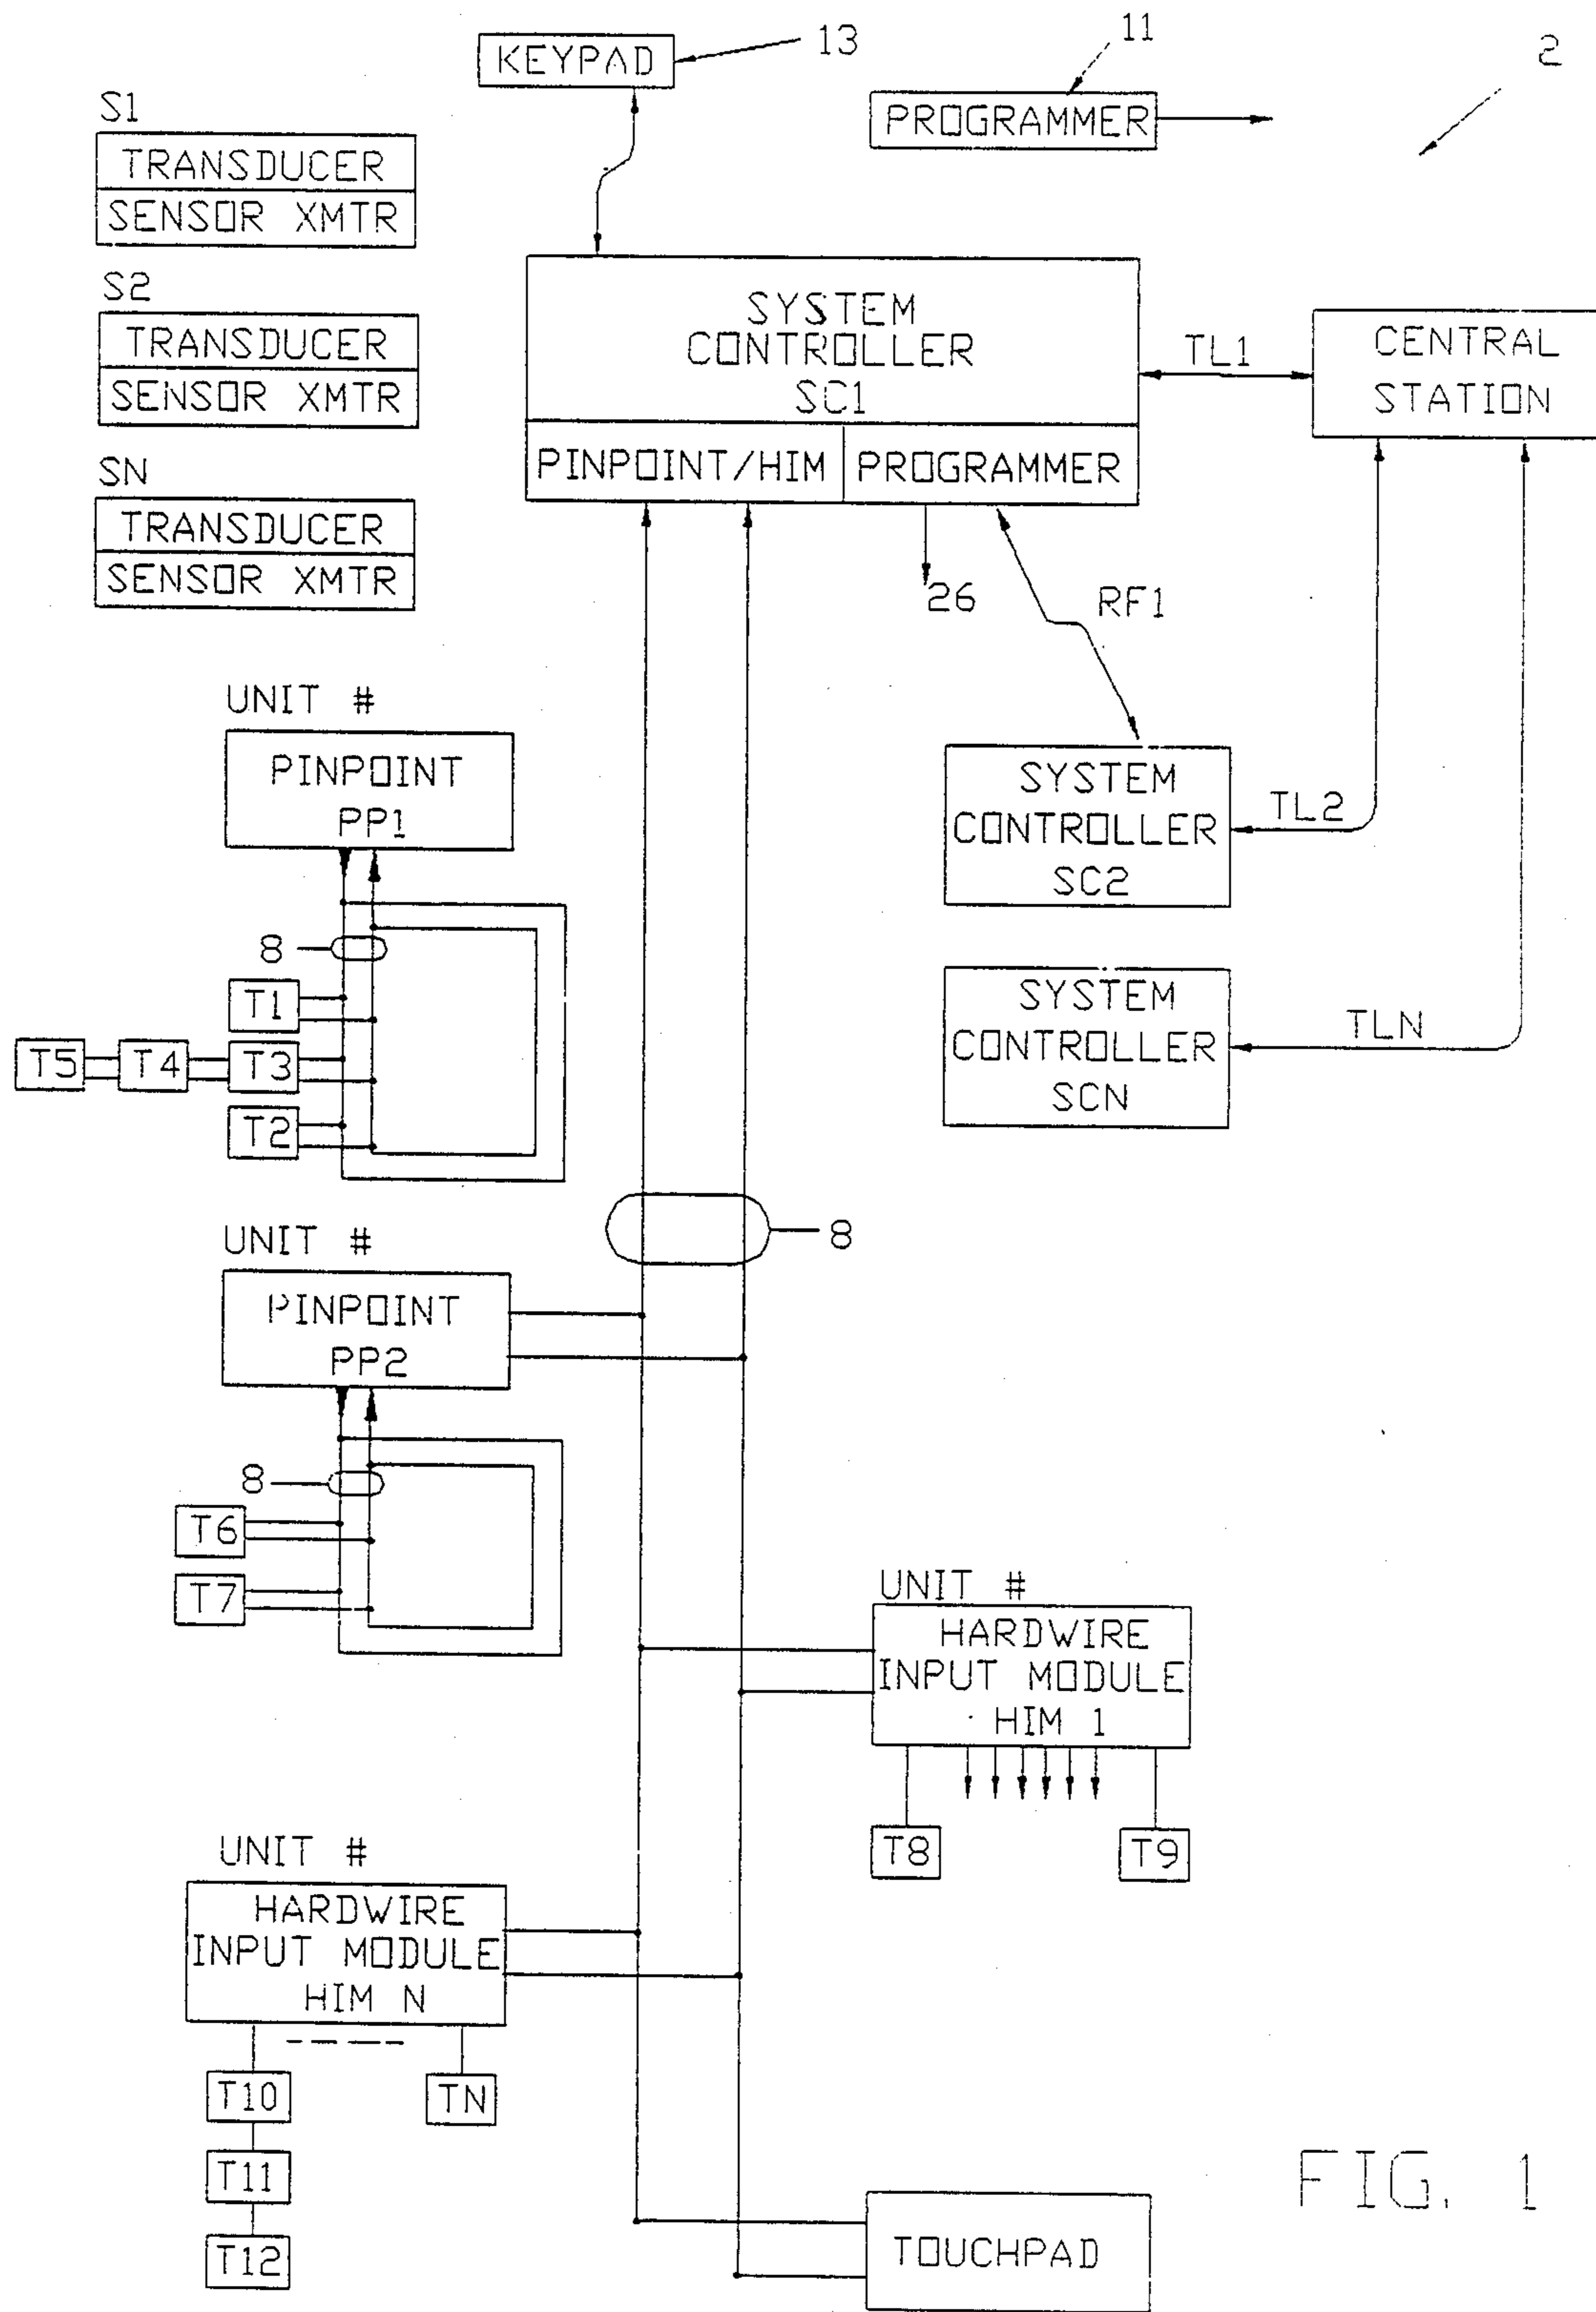 KEYPAD
13
11
PROGRAMMER
2
S1
TRANSDUCER
SENSOR XMTR
S2
TRANSDUCER
SENSOR XMTR
SN
TRANSDUCER
SENSOR XMTR
SYSTEM
CONTROLLER
SC1
PINPOINT/HIM
PROGRAMMER
TL1
CENTRAL
STATION
26
RF1
UNIT #
PINPOINT
PP1
8
T1
T5
T4
T3
T2
SYSTEM
CONTROLLER
SC2
TL2
SYSTEM
CONTROLLER
SCN
TLN
8
UNIT #
PINPOINT
PP2
8
T6
T7
UNIT #
HARDWIRE
INPUT MODULE
HIM 1
T8
T9
UNIT #
HARDWIRE
INPUT MODULE
HIM N
T10
TN
T11
T12
TOUCHPAD
FIG. 1